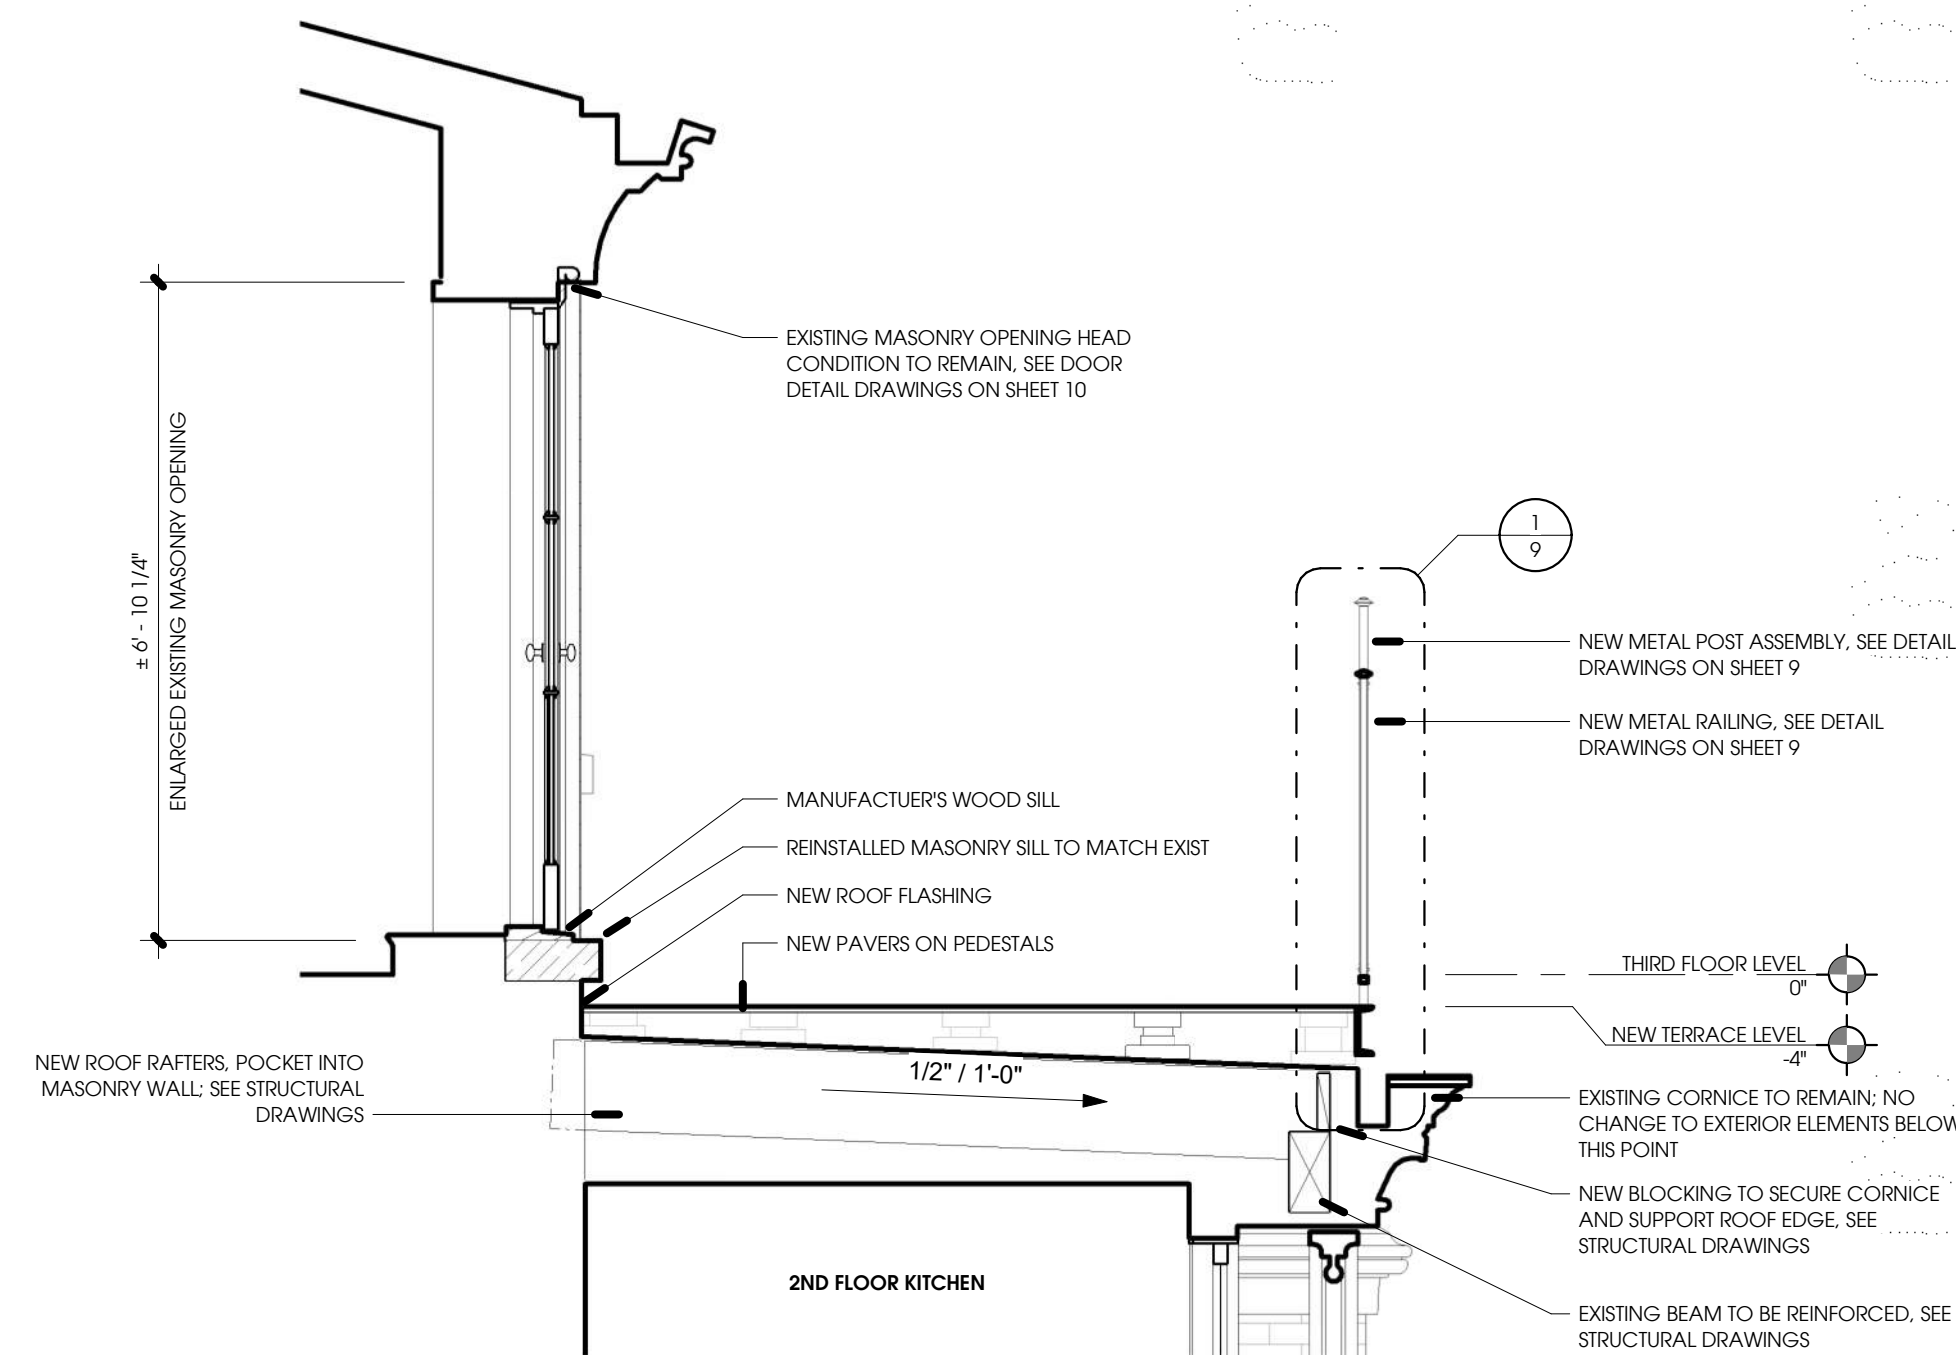 EXISTING MASONRY OPENING HEAD
CONDITION TO REMAIN, SEE DOOR
DETAIL DRAWINGS ON SHEET 10
± 6' - 10 1/4"
ENLARGED EXISTING MASONRY OPENING
1
9
NEW METAL POST ASSEMBLY, SEE DETAIL
DRAWINGS ON SHEET 9
NEW METAL RAILING, SEE DETAIL
DRAWINGS ON SHEET 9
MANUFACTUER'S WOOD SILL
REINSTALLED MASONRY SILL TO MATCH EXIST
NEW ROOF FLASHING
NEW PAVERS ON PEDESTALS
THIRD FLOOR LEVEL
0"
NEW TERRACE LEVEL
-4"
NEW ROOF RAFTERS, POCKET INTO
MASONRY WALL; SEE STRUCTURAL
DRAWINGS
1/2" / 1'-0"
EXISTING CORNICE TO REMAIN; NO
CHANGE TO EXTERIOR ELEMENTS BELOW
THIS POINT
NEW BLOCKING TO SECURE CORNICE
AND SUPPORT ROOF EDGE, SEE
STRUCTURAL DRAWINGS
2ND FLOOR KITCHEN
EXISTING BEAM TO BE REINFORCED, SEE
STRUCTURAL DRAWINGS